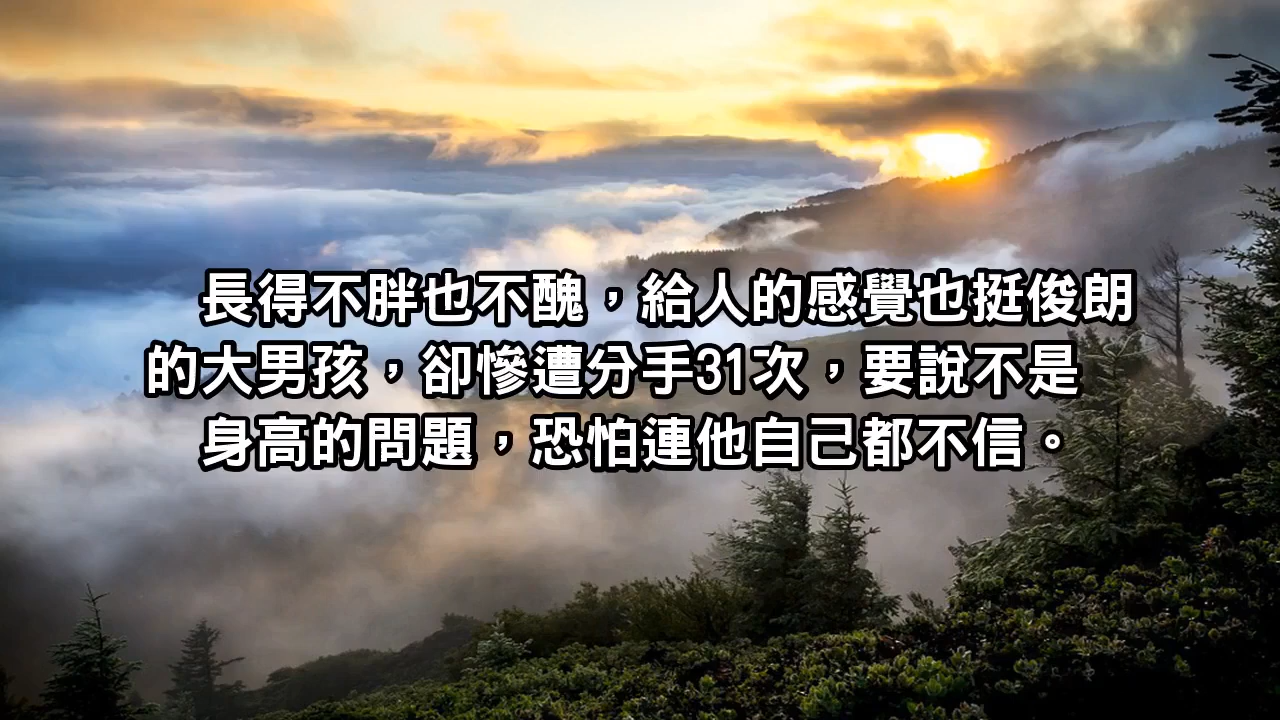 長得不胖也不醜，給人的感覺也挺俊朗
的大男孩，卻慘遭分手31次，要說不是
身高的問題，恐怕連他自己都不信。